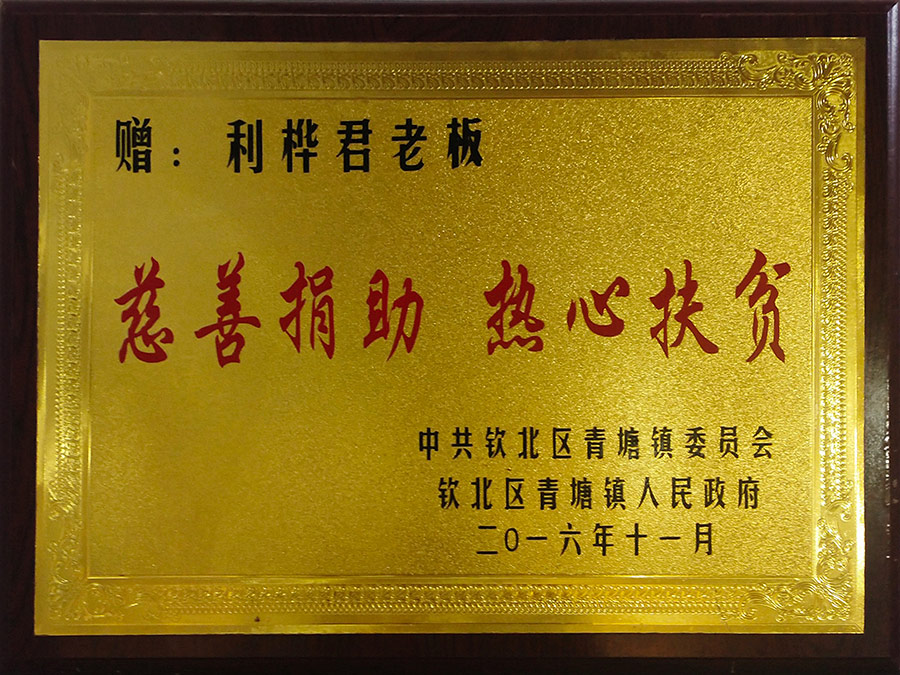 赠：利桦君老板
慈善捐助 热心扶贫
中共钦北区青塘镇委员会
钦北区青塘镇人民政府
二0一六年十一月